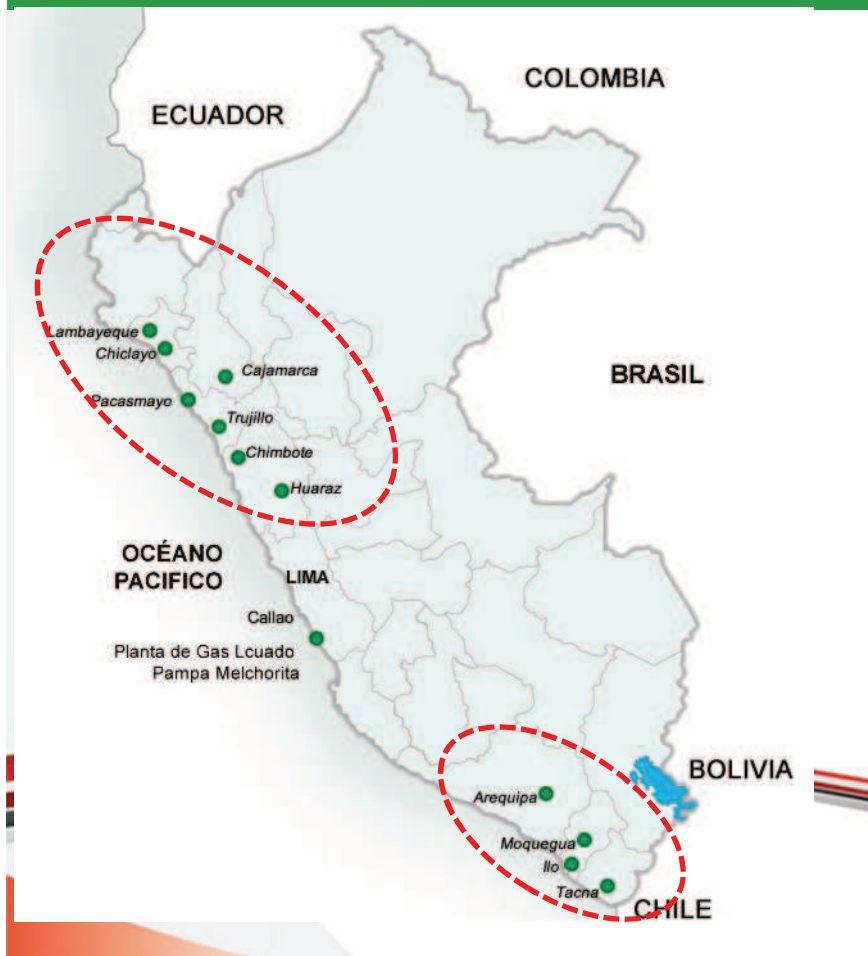 COLOMBIA
ECUADOR
Lambayeque
Chiclayo
Cajamarca
BRASIL
Pacasmayo
Trujillo
Chimbote
Huaraz
OCÉANO
PACIFICO
LIMA
Callao
Planta de Gas Lcuado
Pampa Melchorita
BOLIVIA
Arequipa
Moquegua
Ilo
Tacna
CHILE